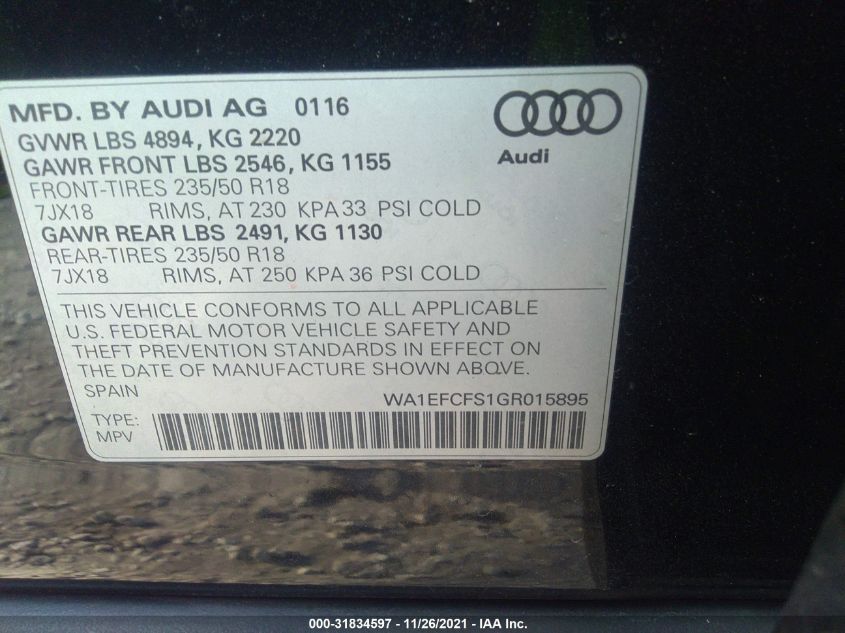 MFD. BY AUDI AG 0116
GVWR LBS 4894, KG 2220
GAWR FRONT LBS 2546, KG 1155
FRONT-TIRES 235/50 R18
7JX18 RIMS, AT 230 KPA 33 PSI COLD
GAWR REAR LBS 2491, KG 1130
REAR-TIRES 235/50 R18
7JX18 RIMS, AT 250 KPA 36 PSI COLD
Audi
THIS VEHICLE CONFORMS TO ALL APPLICABLE
U.S. FEDERAL MOTOR VEHICLE SAFETY AND
THEFT PREVENTION STANDARDS IN EFFECT ON
THE DATE OF MANUFACTURE SHOWN ABOVE.
SPAIN
WA1EFCFS1GR015895
TYPE:
MPV
000-31834597 - 11/26/2021 - IAA Inc.